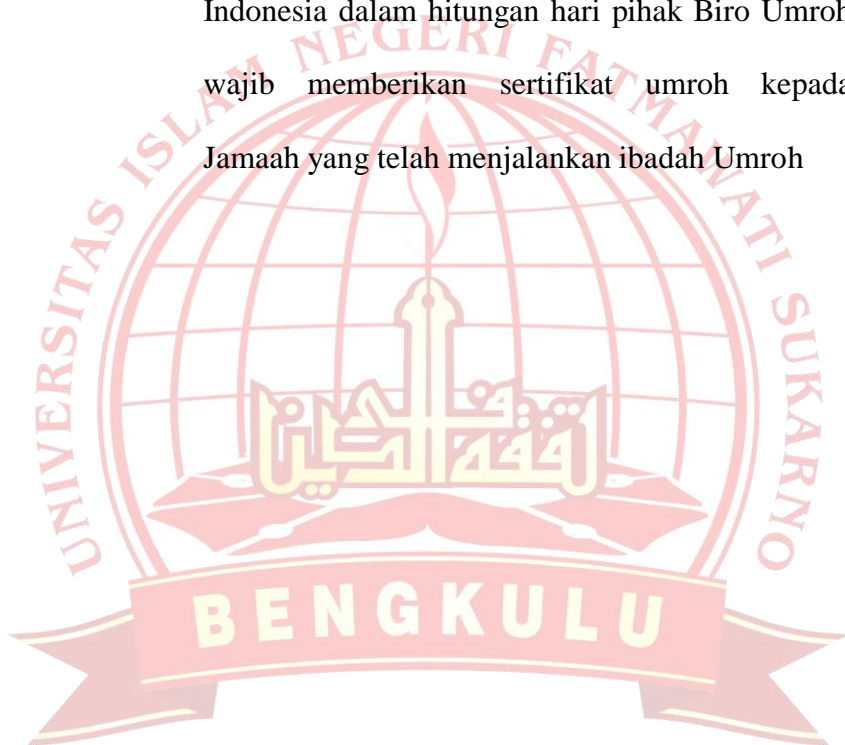 Indonesia dalam hitungan hari pihak Biro Umroh
wajib memberikan sertifikat umroh kepada
Jamaah yang telah menjalankan ibadah Umroh
UNIVERSITAS ISLAM NEGERI FATMAWATI SUKARNO
BENGKULU